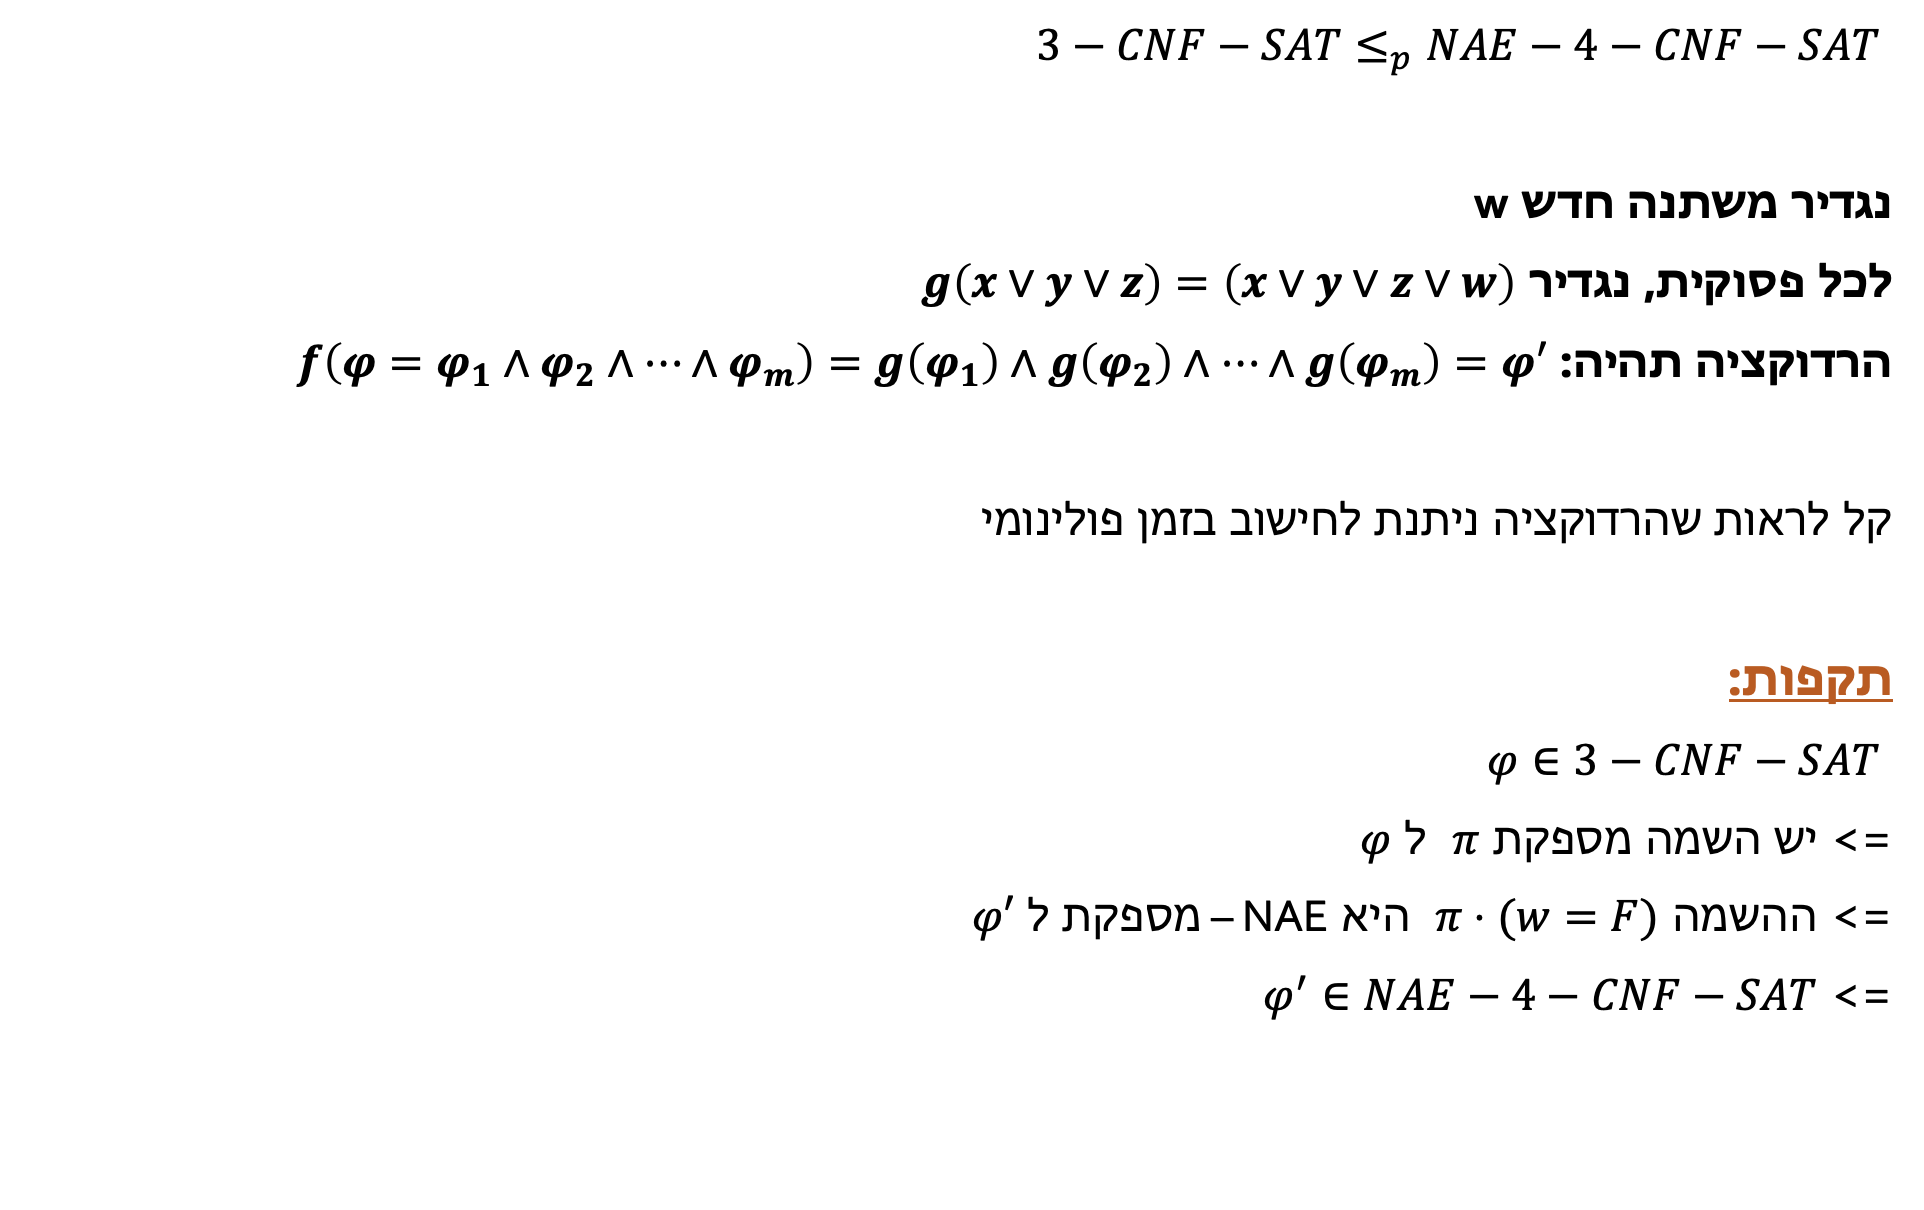 3 − CNF − SAT ≤ₚ NAE − 4 − CNF − SAT
נגדיר משתנה חדש w
לכל פסוקית, נגדיר g(x ∨ y ∨ z) = (x ∨ y ∨ z ∨ w)
הרדוקציה תהיה: f(φ = φ₁ ∧ φ₂ ∧ ⋯ ∧ φₘ) = g(φ₁) ∧ g(φ₂) ∧ ⋯ ∧ g(φₘ) = φ′
קל לראות שהרדוקציה ניתנת לחישוב בזמן פולינומי
תקפות:
φ ∈ 3 − CNF − SAT
=> יש השמה מספקת π ל φ
=> ההשמה π · (w = F) היא NAE – מספקת ל φ′
=> φ′ ∈ NAE − 4 − CNF − SAT